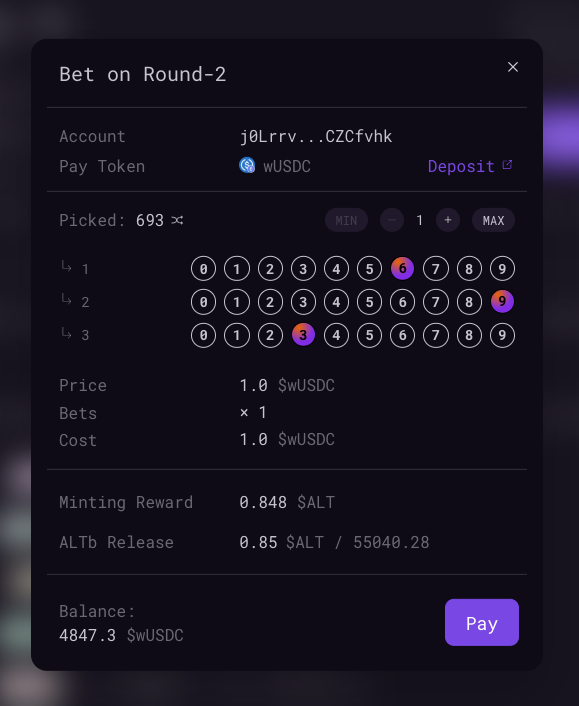 Bet on Round-2 ×
Account j0Lrrv...CZCfvhk
Pay Token wUSDC Deposit
Picked: 693 MIN − 1 + MAX
1 0 1 2 3 4 5 6 7 8 9
2 0 1 2 3 4 5 6 7 8 9
3 0 1 2 3 4 5 6 7 8 9
Price 1.0 $wUSDC
Bets × 1
Cost 1.0 $wUSDC
Minting Reward 0.848 $ALT
ALTb Release 0.85 $ALT / 55040.28
Balance:
4847.3 $wUSDC
Pay